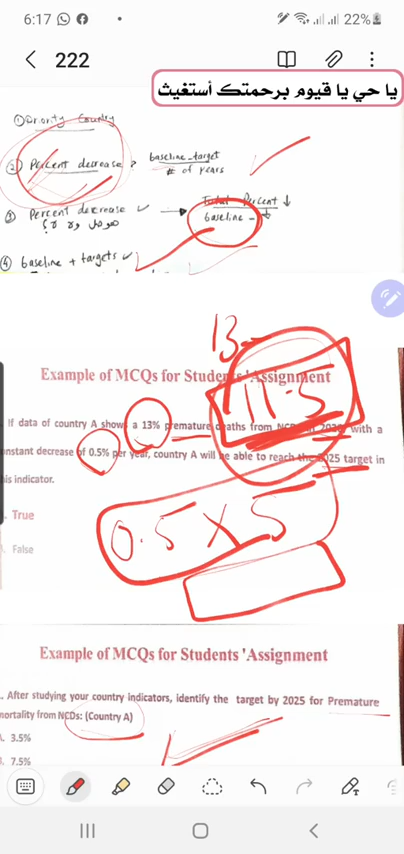 6:17
22%
222
يا حي يا قيوم برحمتك أستغيث
① Priority Country
② Percent decrease : baseline - target
# of years
③ Percent decrease Total Percent ↓
baseline -
④ baseline + targets
13-
Example of MCQs for Students 'Assignment
11.5
If data of country A shows a 13% premature deaths from NCDs in 2020 with a
nstant decrease of 0.5% per year, country A will be able to reach the 2025 target in
is indicator.
. True
0.5 X 5
. False
Example of MCQs for Students 'Assignment
. After studying your country indicators, identify the target by 2025 for Premature
mortality from NCDs: (Country A)
. 3.5%
. 7.5%